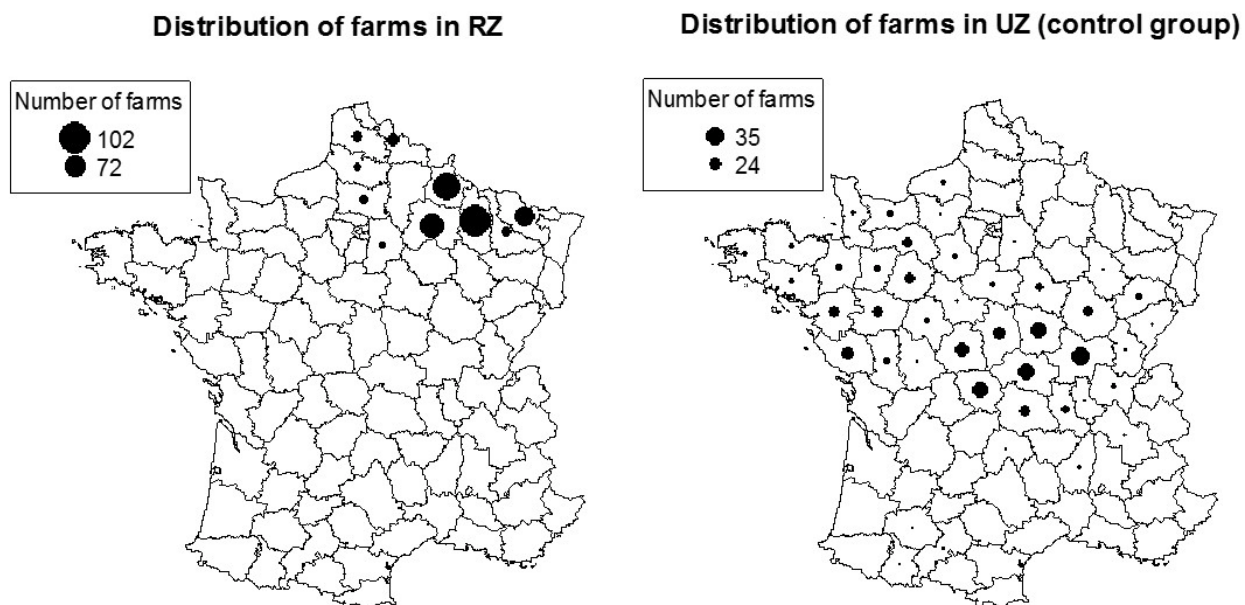 Distribution of farms in RZ
Number of farms
102
72
Distribution of farms in UZ (control group)
Number of farms
35
24